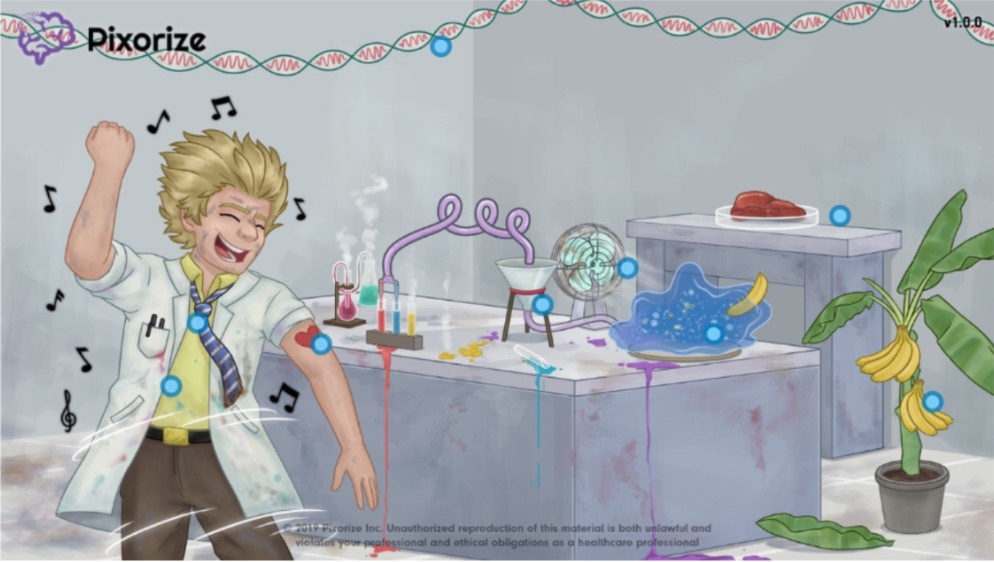 Pixorize
v1.0.0
© 2019 Pixorize Inc. Unauthorized reproduction of this material is both unlawful and
violates your professional and ethical obligations as a healthcare professional